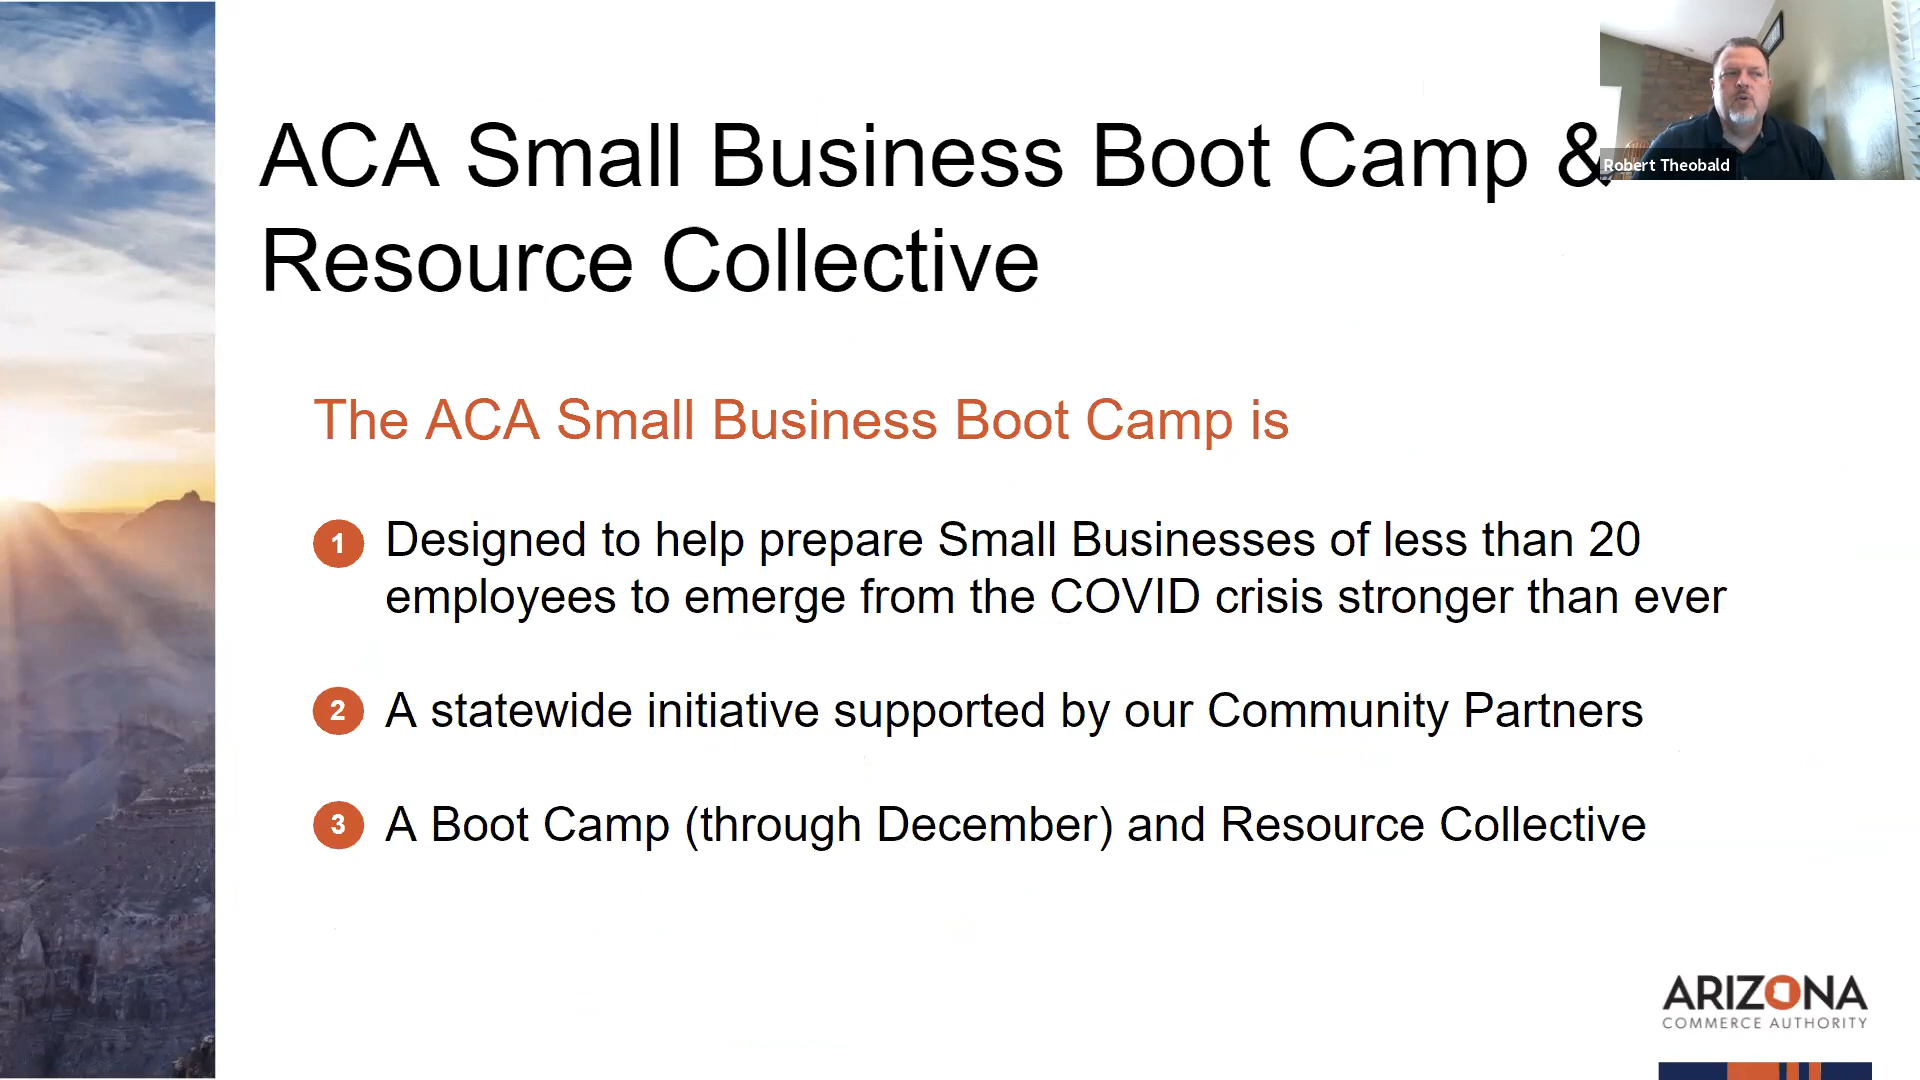 ACA Small Business Boot Camp &
Resource Collective
Robert Theobald
The ACA Small Business Boot Camp is
1 Designed to help prepare Small Businesses of less than 20
employees to emerge from the COVID crisis stronger than ever
2 A statewide initiative supported by our Community Partners
3 A Boot Camp (through December) and Resource Collective
ARIZONA
COMMERCE AUTHORITY